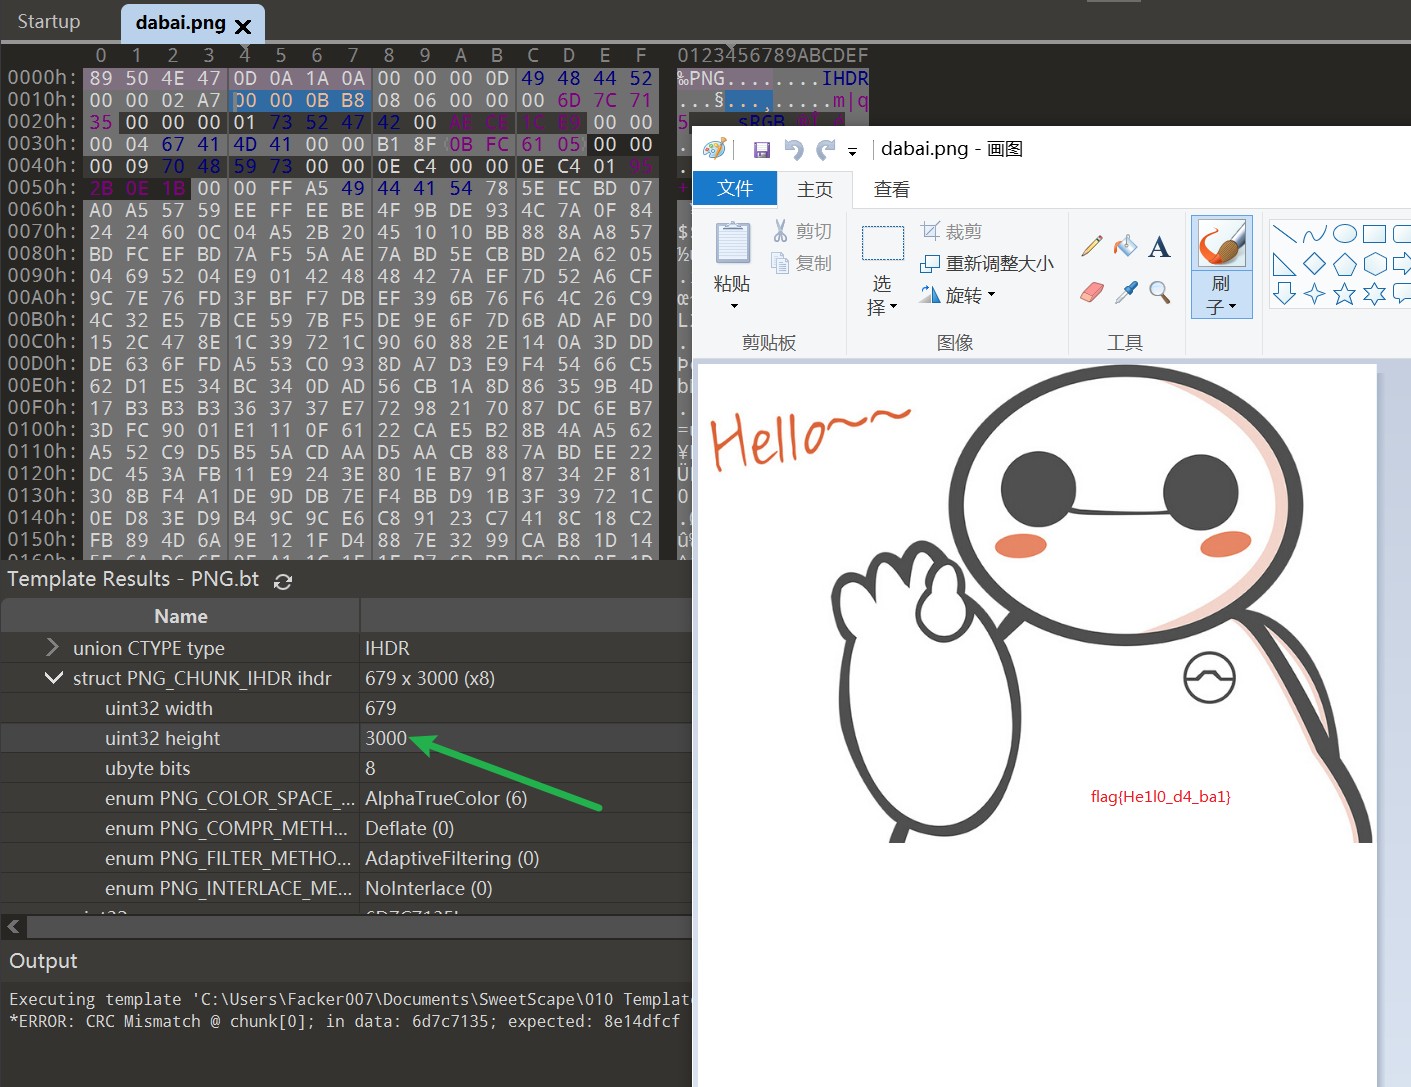 Startup
dabai.png
0 1 2 3 4 5 6 7 8 9 A B C D E F 0123456789ABCDEF
0000h: 89 50 4E 47 0D 0A 1A 0A 00 00 00 0D 49 48 44 52 ‰PNG........IHDR
0010h: 00 00 02 A7 00 00 0B B8 08 06 00 00 00 6D 7C 71 ...§...¸.....m|q
0020h: 35 00 00 00 01 73 52 47 42 00 AE CE 1C E9 00 00
0030h: 00 04 67 41 4D 41 00 00 B1 8F 0B FC 61 05 00 00
0040h: 00 09 70 48 59 73 00 00 0E C4 00 00 0E C4 01 95
0050h: 2B 0E 1B 00 00 FF A5 49 44 41 54 78 5E EC BD 07
0060h: A0 A5 57 59 EE FF EE BE 4F 9B DE 93 4C 7A 0F 84
0070h: 24 24 60 0C 04 A5 2B 20 45 10 10 BB 88 8A A8 57
0080h: BD FC EF BD 7A F5 5A AE 7A BD 5E CB BD 2A 62 05
0090h: 04 69 52 04 E9 01 42 48 48 42 7A EF 7D 52 A6 CF
00A0h: 9C 7E 76 FD 3F BF F7 DB EF 39 6B 76 F6 4C 26 C9
00B0h: 4C 32 E5 7B CE 59 7B F5 DE 9E 6F 7D 6B AD AF D0
00C0h: 15 2C 47 8E 1C 39 72 1C 90 60 88 2E 14 0A 3D DD
00D0h: DE 63 6F FD A5 53 C0 93 8D A7 D3 E9 F4 54 66 C5
00E0h: 62 D1 E5 34 BC 34 0D AD 56 CB 1A 8D 86 35 9B 4D
00F0h: 17 B3 B3 B3 36 37 37 E7 72 98 21 70 87 DC 6E B7
0100h: 3D FC 90 01 E1 11 0F 61 22 CA E5 B2 8B 4A A5 62
0110h: A5 52 C9 D5 B5 5A CD AA D5 AA CB 88 7A BD EE 22
0120h: DC 45 3A FB 11 E9 24 3E 80 1E B7 91 87 34 2F 81
0130h: 30 8B F4 A1 DE 9D DB 7E F4 BB D9 1B 3F 39 72 1C
0140h: 0E D8 3E D9 B4 9C 9C E6 C8 91 23 C7 41 8C 18 C2
0150h: FB 89 4D 6A 9E 12 1F D4 88 7E 32 99 CA B8 1D 14
Template Results - PNG.bt
Name
union CTYPE type IHDR
struct PNG_CHUNK_IHDR ihdr 679 x 3000 (x8)
uint32 width 679
uint32 height 3000
ubyte bits 8
enum PNG_COLOR_SPACE_... AlphaTrueColor (6)
enum PNG_COMPR_METH... Deflate (0)
enum PNG_FILTER_METHO... AdaptiveFiltering (0)
enum PNG_INTERLACE_ME... NoInterlace (0)
Output
Executing template 'C:\Users\Facker007\Documents\SweetScape\010 Templat
*ERROR: CRC Mismatch @ chunk[0]; in data: 6d7c7135; expected: 8e14dfcf
dabai.png - 画图
文件 主页 查看
粘贴
剪切
复制
剪贴板
选择
裁剪
重新调整大小
旋转
图像
A
工具
刷子
Hello~~
flag{He1l0_d4_ba1}